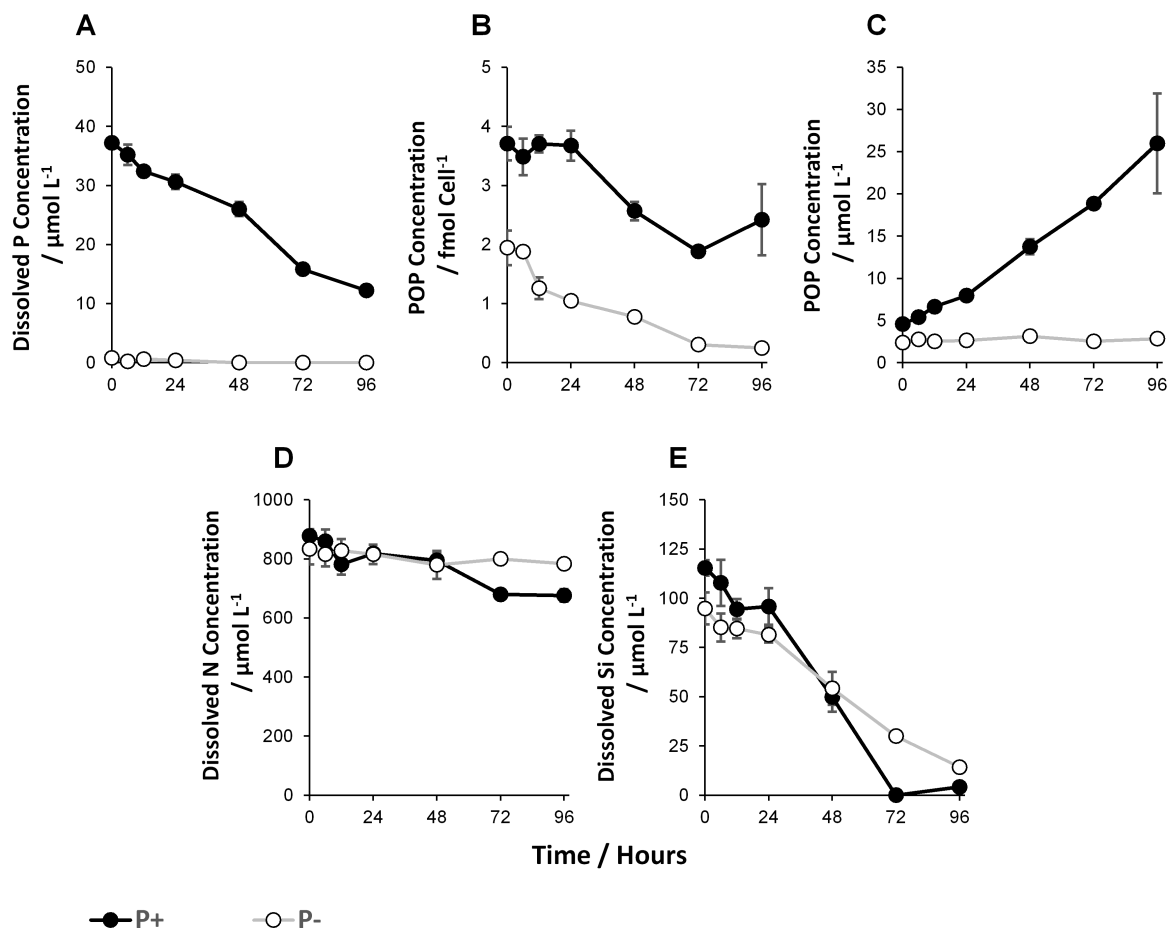 A
B
C
Dissolved P Concentration
/ μmol L-1
50
40
30
20
10
0
0 24 48 72 96
POP Concentration
/ fmol Cell-1
5
4
3
2
1
0
0 24 48 72 96
POP Concentration
/ μmol L-1
35
30
25
20
15
10
5
0
0 24 48 72 96
D
E
Dissolved N Concentration
/ μmol L-1
1000
800
600
400
200
0
0 24 48 72 96
Dissolved Si Concentration
/ μmol L-1
150
125
100
75
50
25
0
0 24 48 72 96
Time / Hours
P+ P-